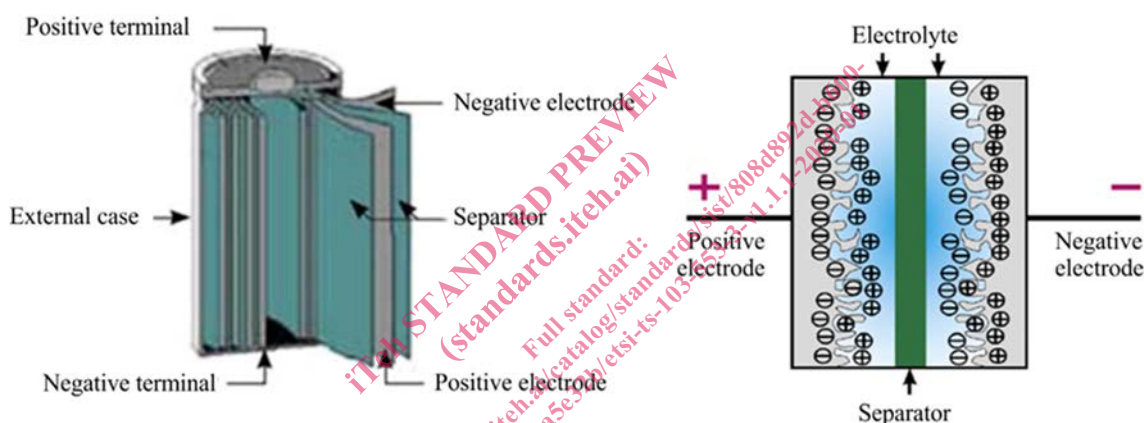 Positive terminal
Negative electrode
External case
Separator
Negative terminal
Positive electrode
Electrolyte
+
−
Positive
electrode
Negative
electrode
Separator
iTeh STANDARD PREVIEW
(standards.iteh.ai)
Full standard: